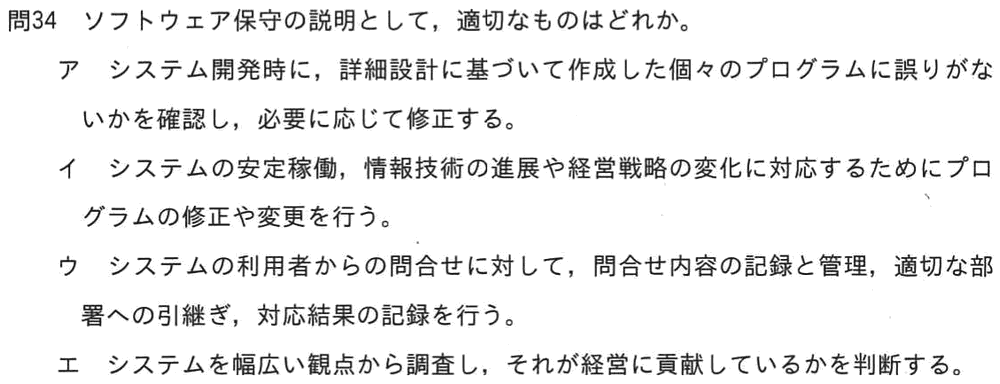 問34　ソフトウェア保守の説明として，適切なものはどれか。
ア　システム開発時に，詳細設計に基づいて作成した個々のプログラムに誤りがな
いかを確認し，必要に応じて修正する。
イ　システムの安定稼働，情報技術の進展や経営戦略の変化に対応するためにプロ
グラムの修正や変更を行う。
ウ　システムの利用者からの問合せに対して，問合せ内容の記録と管理，適切な部
署への引継ぎ，対応結果の記録を行う。
エ　システムを幅広い観点から調査し，それが経営に貢献しているかを判断する。